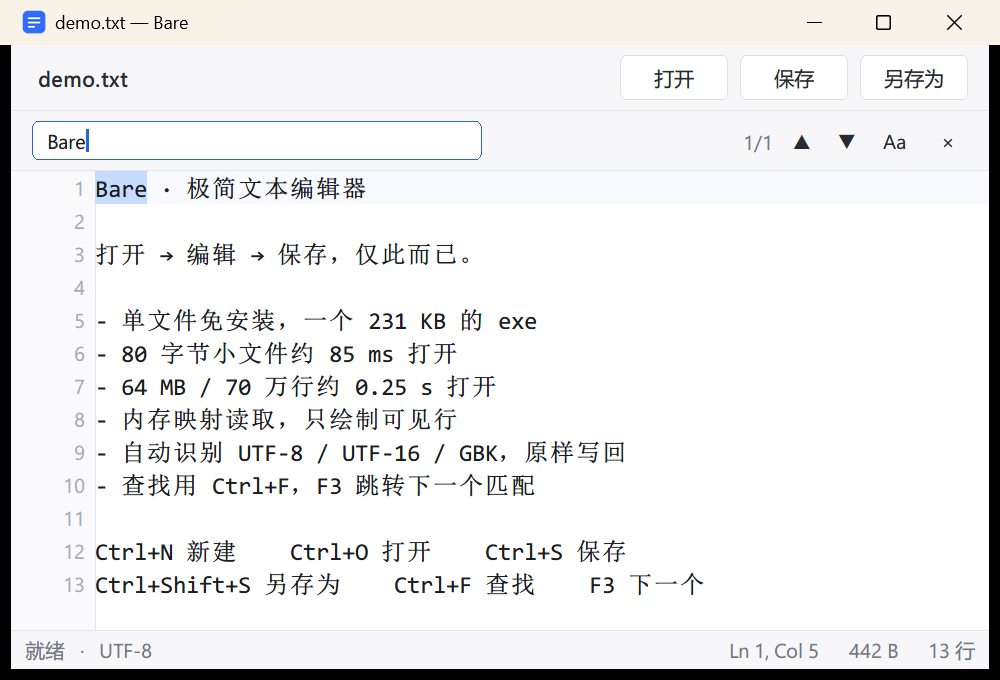 demo.txt — Bare
demo.txt 打开 保存 另存为
Bare 1/1 ▲ ▼ Aa ×
1 Bare · 极简文本编辑器
2
3 打开 → 编辑 → 保存，仅此而已。
4
5 - 单文件免安装，一个 231 KB 的 exe
6 - 80 字节小文件约 85 ms 打开
7 - 64 MB / 70 万行约 0.25 s 打开
8 - 内存映射读取，只绘制可见行
9 - 自动识别 UTF-8 / UTF-16 / GBK，原样写回
10 - 查找用 Ctrl+F，F3 跳转下一个匹配
11
12 Ctrl+N 新建    Ctrl+O 打开    Ctrl+S 保存
13 Ctrl+Shift+S 另存为    Ctrl+F 查找    F3 下一个
就绪 · UTF-8 Ln 1, Col 5 442 B 13 行